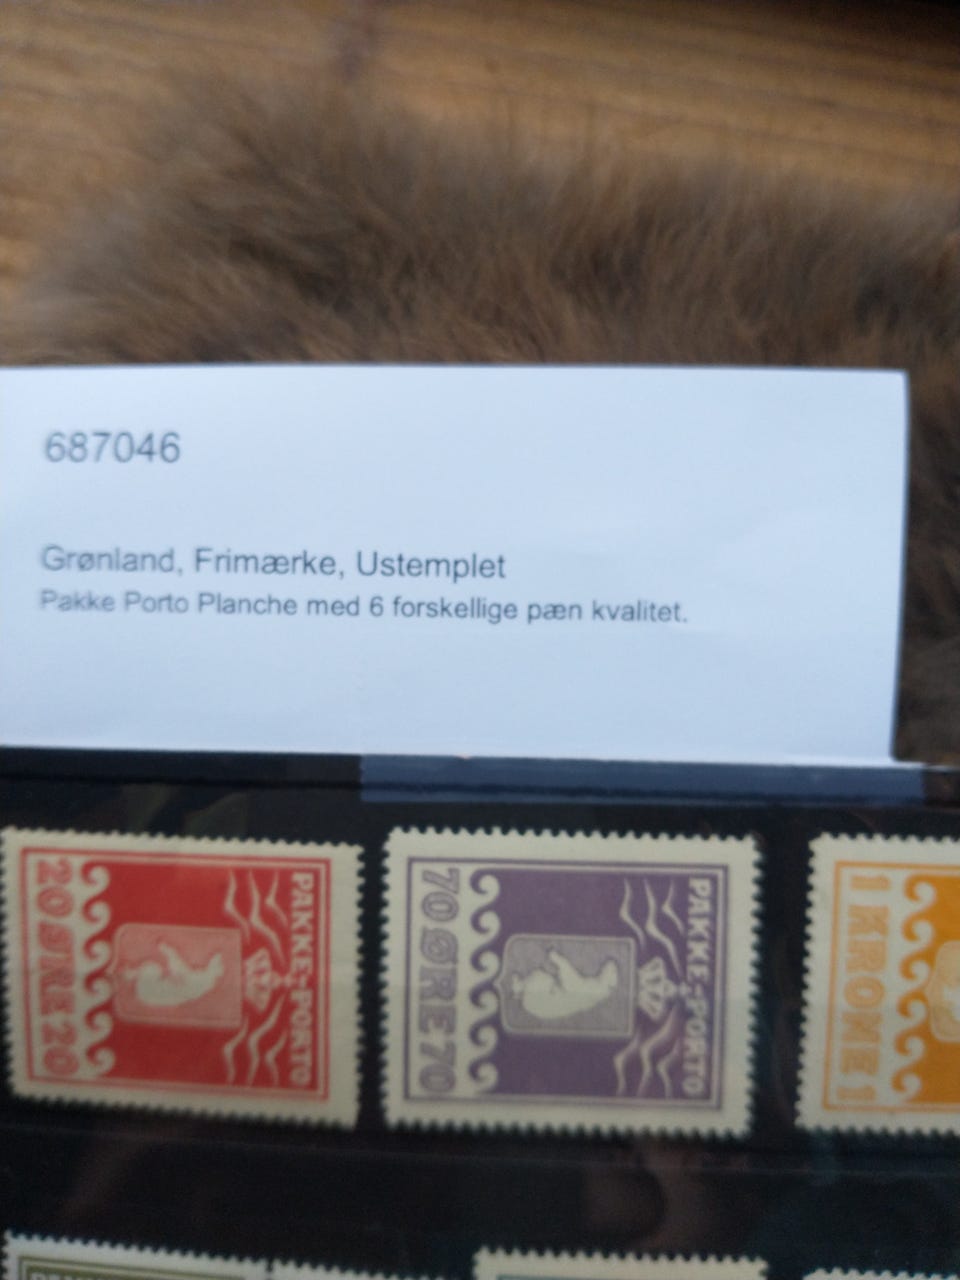 687046
Grønland, Frimærke, Ustemplet
Pakke Porto Planche med 6 forskellige pæn kvalitet.
PAKKE-PORTO
20 ØRE 20
PAKKE-PORTO
70 ØRE 70
1 KRONE 1